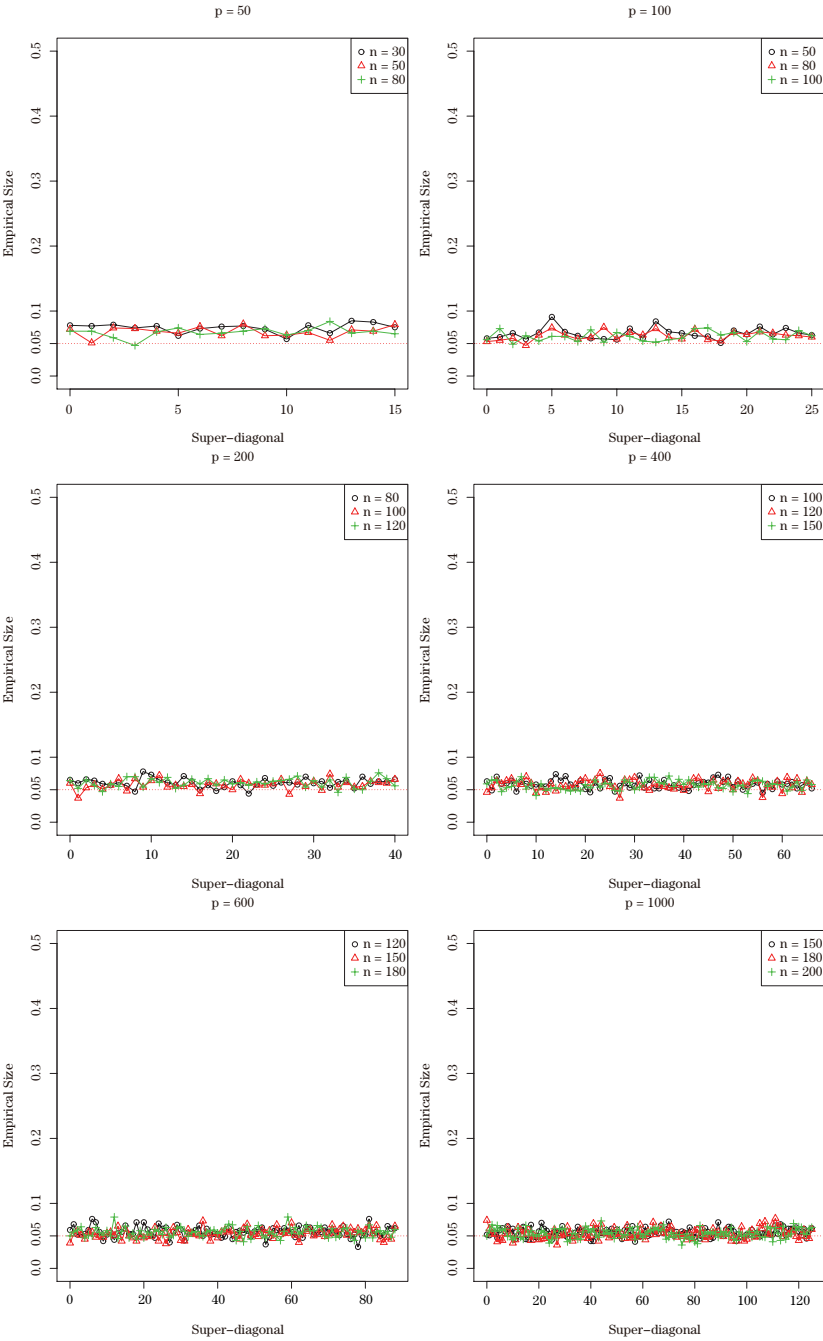 p = 50
n = 30
n = 50
n = 80
Empirical Size
0.5
0.4
0.3
0.2
0.1
0.05
0.0
0 5 10 15
Super-diagonal
p = 100
n = 50
n = 80
n = 100
Empirical Size
0.5
0.4
0.3
0.2
0.1
0.05
0.0
0 5 10 15 20 25
Super-diagonal
p = 200
n = 80
n = 100
n = 120
Empirical Size
0.5
0.4
0.3
0.2
0.1
0.05
0.0
0 10 20 30 40
Super-diagonal
p = 400
n = 100
n = 120
n = 150
Empirical Size
0.5
0.4
0.3
0.2
0.1
0.05
0.0
0 10 20 30 40 50 60
Super-diagonal
p = 600
n = 120
n = 150
n = 180
Empirical Size
0.5
0.4
0.3
0.2
0.1
0.05
0.0
0 20 40 60 80
Super-diagonal
p = 1000
n = 150
n = 180
n = 200
Empirical Size
0.5
0.4
0.3
0.2
0.1
0.05
0.0
0 20 40 60 80 100 120
Super-diagonal